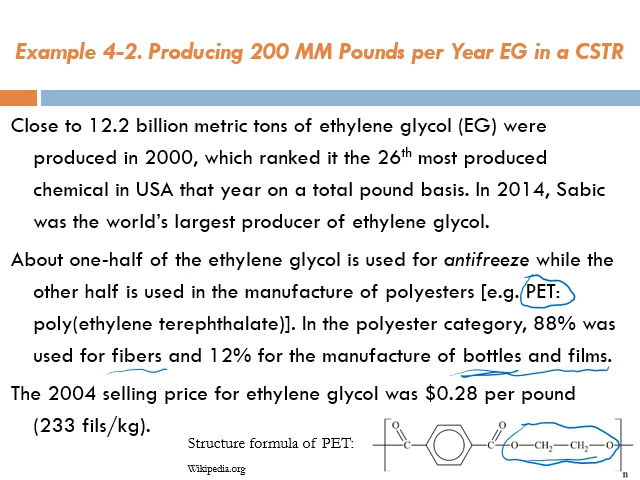 Example 4-2. Producing 200 MM Pounds per Year EG in a CSTR
Close to 12.2 billion metric tons of ethylene glycol (EG) were
produced in 2000, which ranked it the 26th most produced
chemical in USA that year on a total pound basis. In 2014, Sabic
was the world's largest producer of ethylene glycol.
About one-half of the ethylene glycol is used for antifreeze while the
other half is used in the manufacture of polyesters [e.g. PET:
poly(ethylene terephthalate)]. In the polyester category, 88% was
used for fibers and 12% for the manufacture of bottles and films.
The 2004 selling price for ethylene glycol was $0.28 per pound
(233 fils/kg).
Structure formula of PET:
O O
C C—O—CH₂—CH₂—O
n
Wikipedia.org